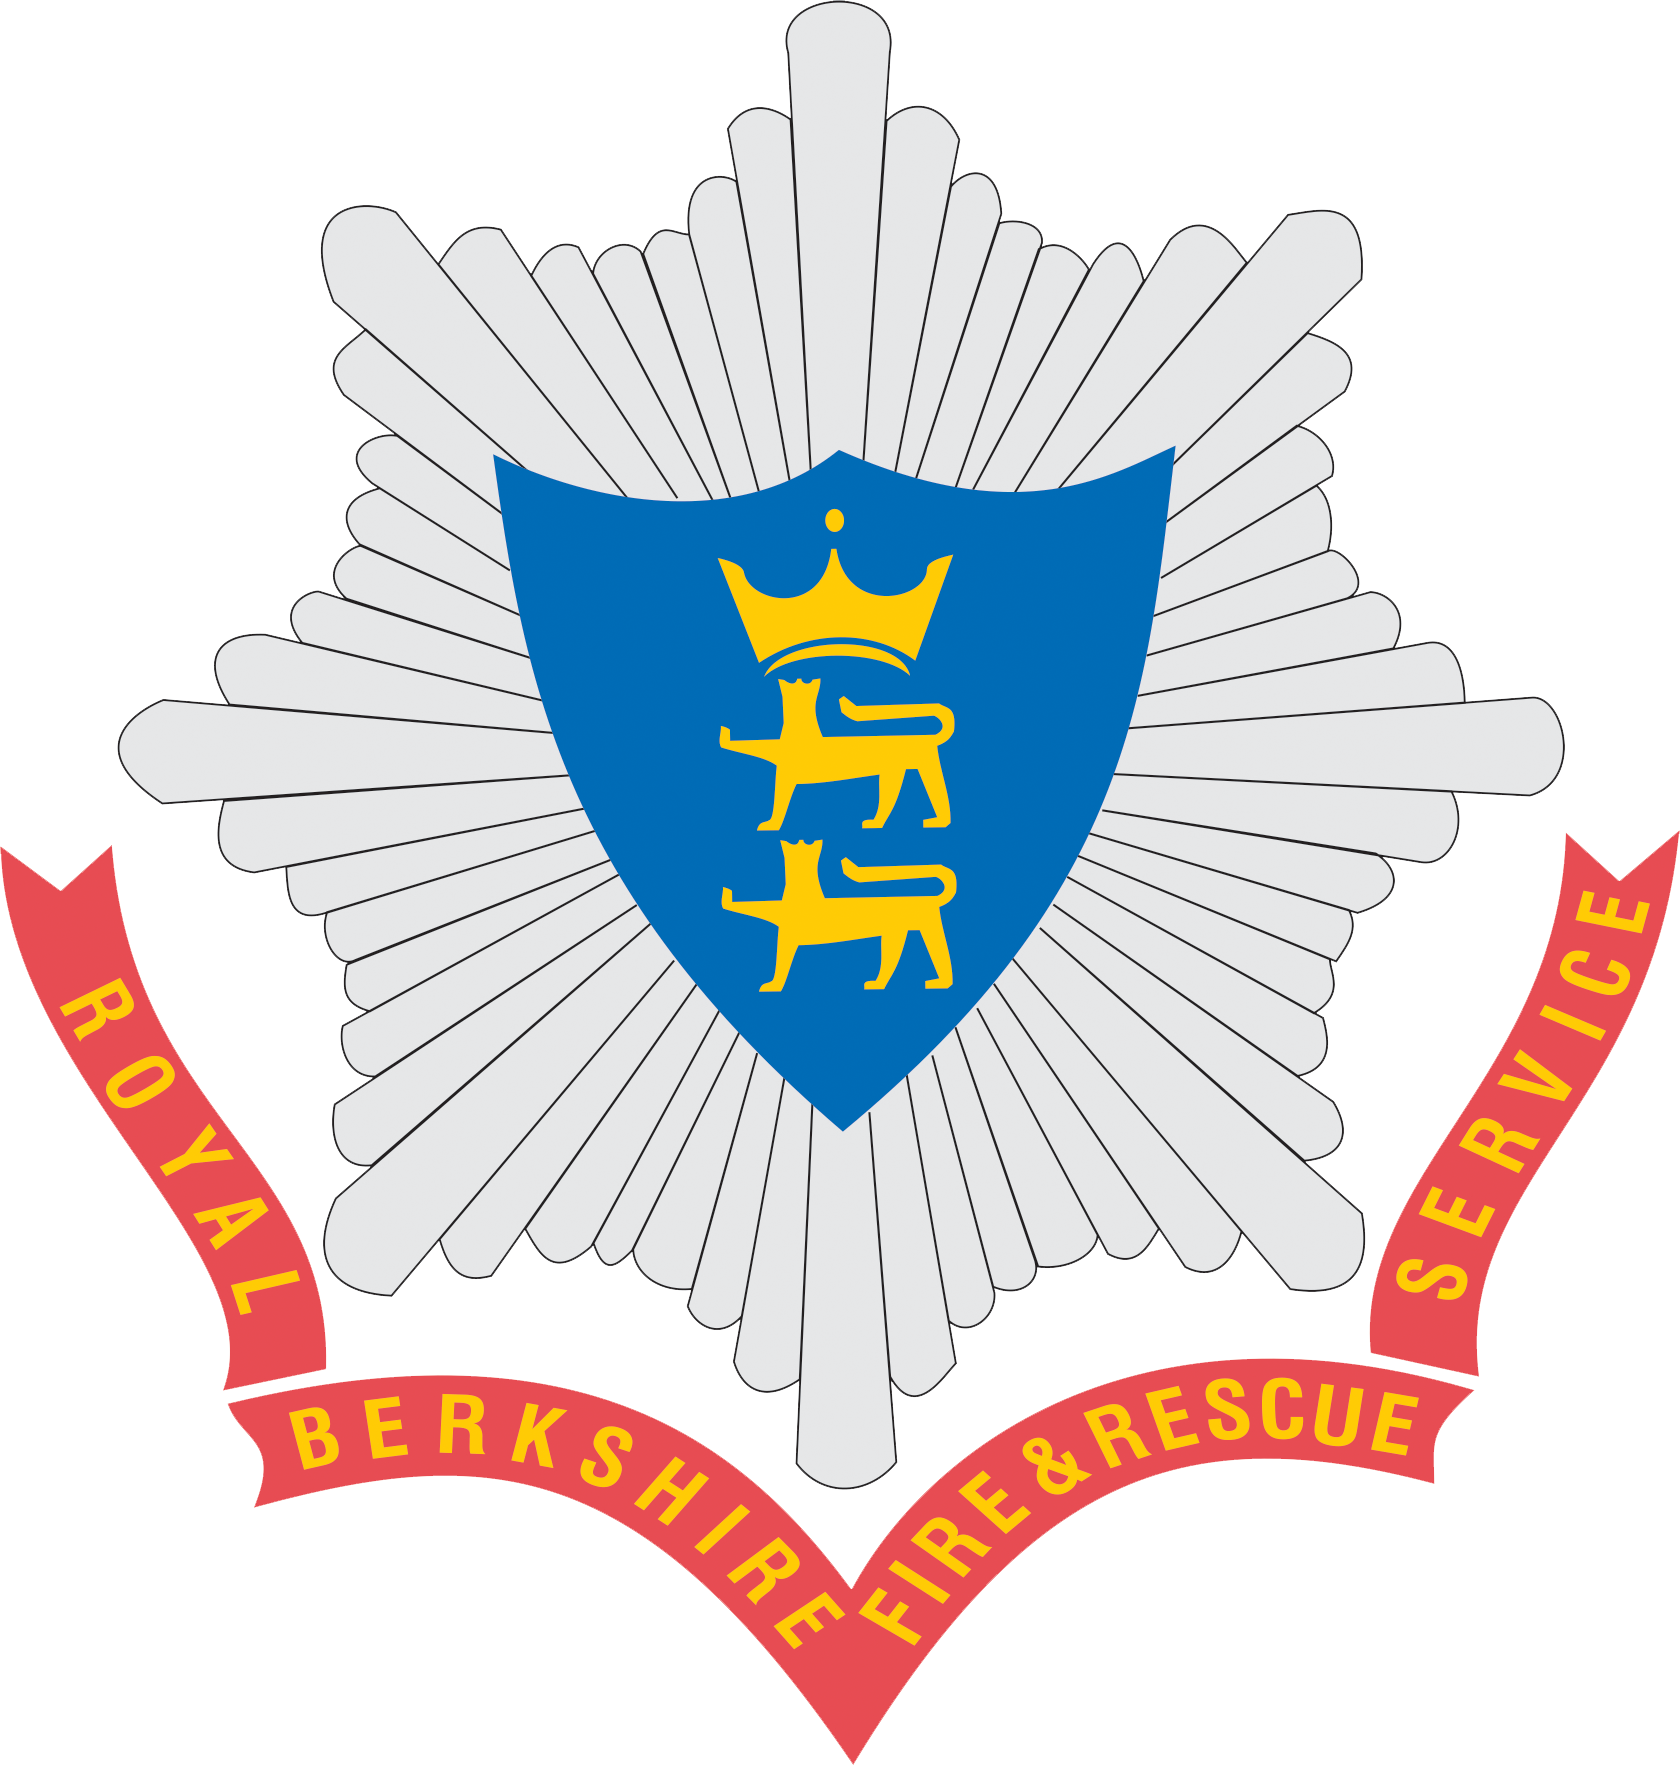 ROYAL
BERKSHIRE
FIRE & RESCUE
SERVICE